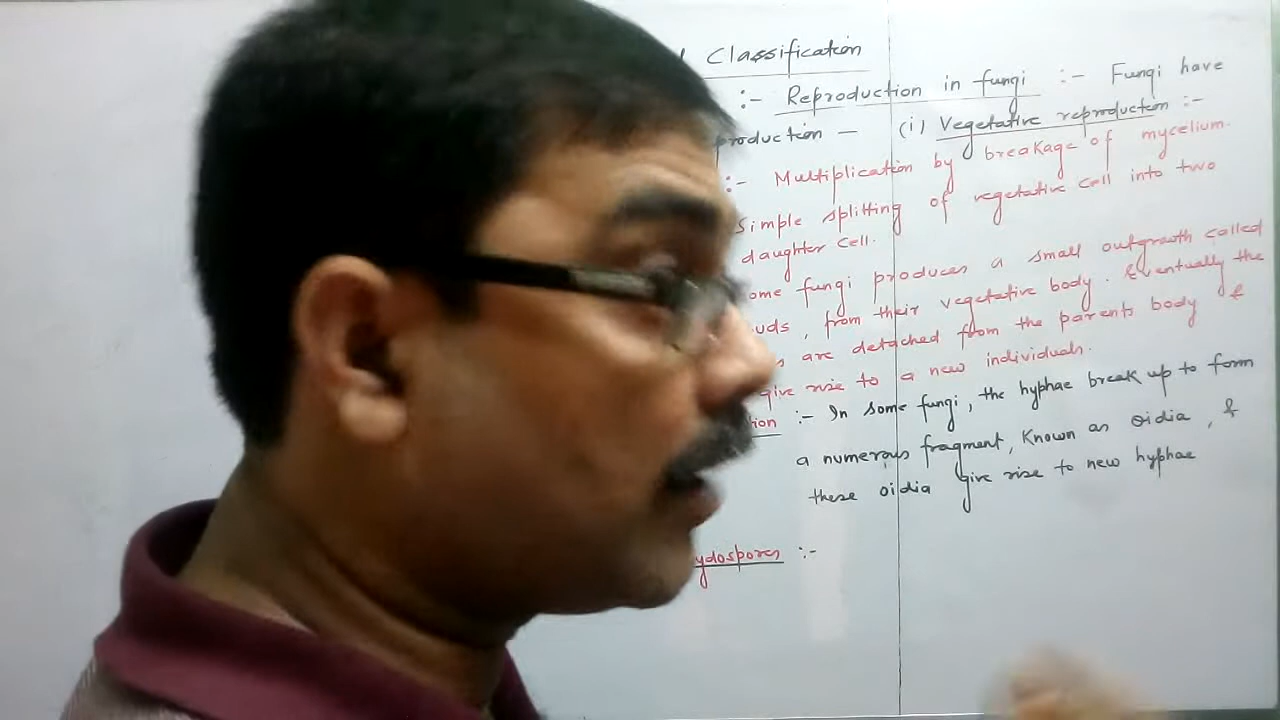 Classification
:- Reproduction in fungi :- Fungi have
production — (i) Vegetative reproduction :-
:- Multiplication by breakage of mycelium.
Simple splitting of vegetative cell into two
daughter cell.
ome fungi produces a small outgrowth called
uds, from their vegetative body. Eventually the
s are detached from the parents body &
give rise to a new individuals.
ion :- In some fungi, the hyphae break up to form
a numerous fragment, Known as oidia, &
these oidia give rise to new hyphae
ydospores :-